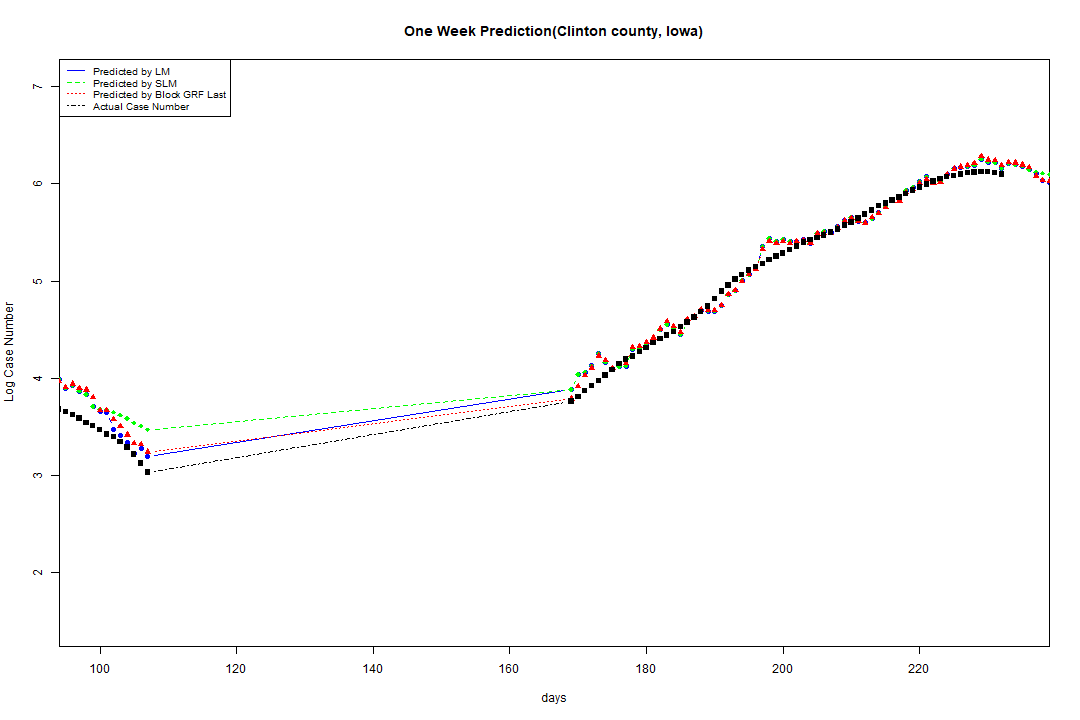 One Week Prediction(Clinton county, Iowa)
Predicted by LM
Predicted by SLM
Predicted by Block GRF Last
Actual Case Number
7
6
5
4
3
2
Log Case Number
100 120 140 160 180 200 220
days